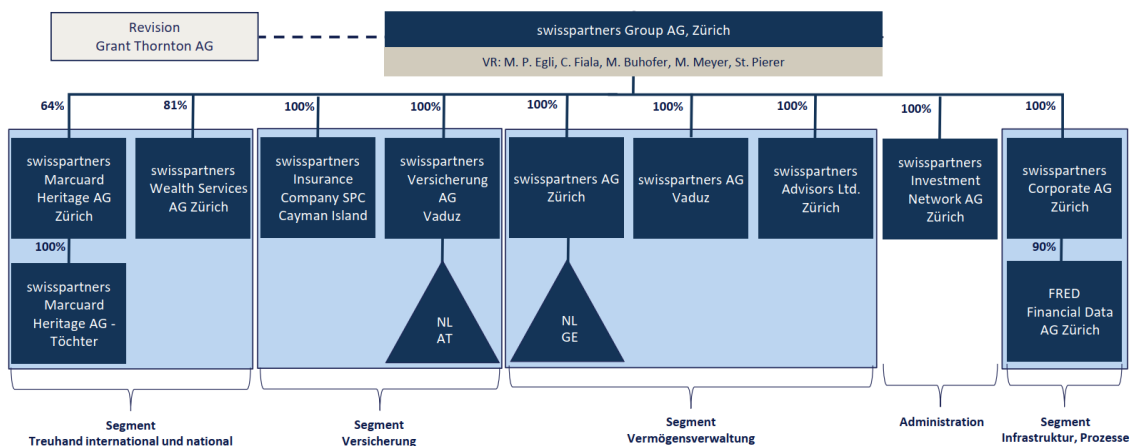 Revision
Grant Thornton AG
swisspartners Group AG, Zürich
VR: M. P. Egli, C. Fiala, M. Buhofer, M. Meyer, St. Pierer
64%
81%
100%
100%
100%
100%
100%
100%
100%
swisspartners
Marcuard
Heritage AG
Zürich
swisspartners
Wealth Services
AG Zürich
swisspartners
Insurance
Company SPC
Cayman Island
swisspartners
Versicherung
AG
Vaduz
swisspartners AG
Zürich
swisspartners AG
Vaduz
swisspartners
Advisors Ltd.
Zürich
swisspartners
Investment
Network AG
Zürich
swisspartners
Corporate AG
Zürich
100%
90%
swisspartners
Marcuard
Heritage AG -
Töchter
NL
AT
NL
GE
FRED
Financial Data
AG Zürich
Segment
Treuhand international und national
Segment
Versicherung
Segment
Vermögensverwaltung
Administration
Segment
Infrastruktur, Prozesse